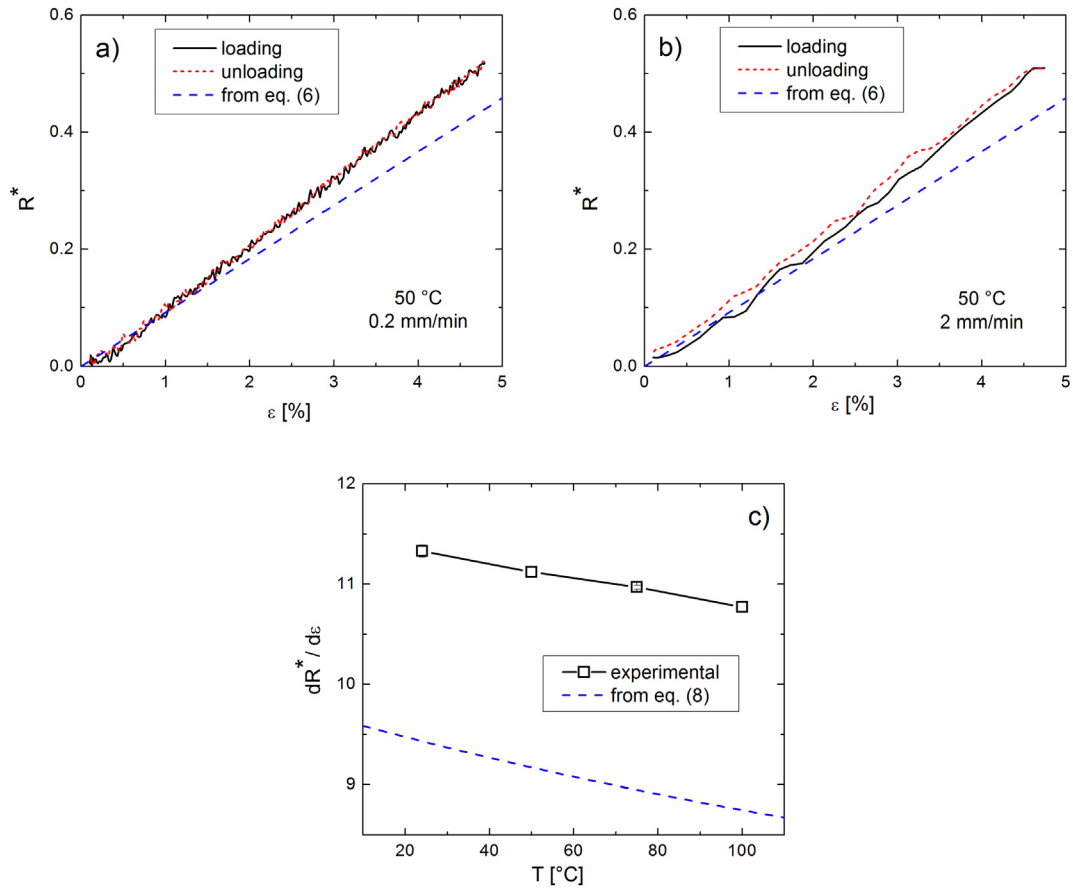 a)
loading
unloading
from eq. (6)
50 °C
0.2 mm/min
0.6
0.4
0.2
0.0
R*
0 1 2 3 4 5
ε [%]
b)
loading
unloading
from eq. (6)
50 °C
2 mm/min
0.6
0.4
0.2
0.0
R*
0 1 2 3 4 5
ε [%]
c)
experimental
from eq. (8)
12
11
10
9
dR* / dε
20 40 60 80 100
T [°C]